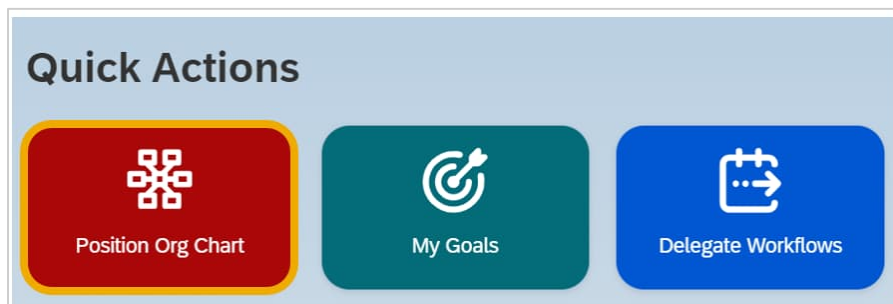 Quick Actions
Position Org Chart
My Goals
Delegate Workflows